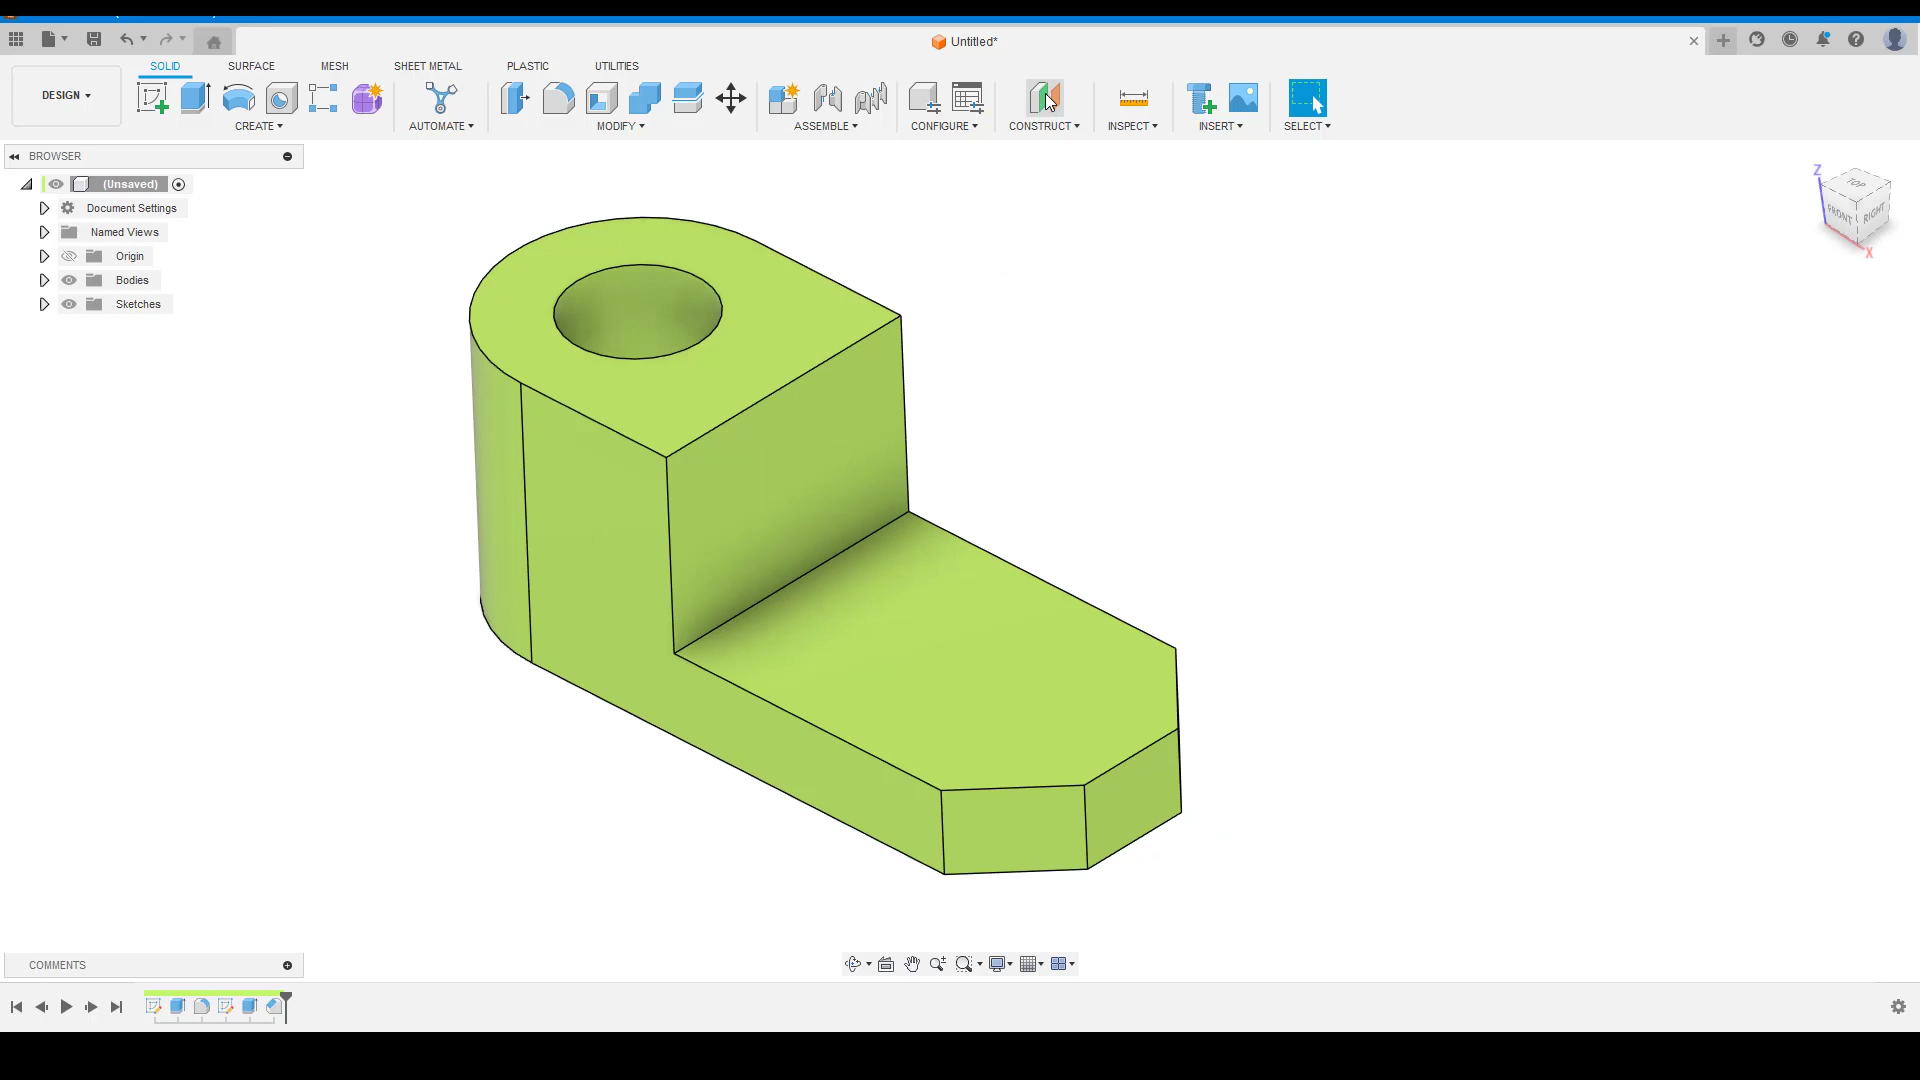 Untitled*
SOLID SURFACE MESH SHEET METAL PLASTIC UTILITIES
DESIGN
CREATE AUTOMATE MODIFY ASSEMBLE CONFIGURE CONSTRUCT INSPECT INSERT SELECT
BROWSER
(Unsaved)
Document Settings
Named Views
Origin
Bodies
Sketches
Z
TOP
FRONT RIGHT
X
COMMENTS